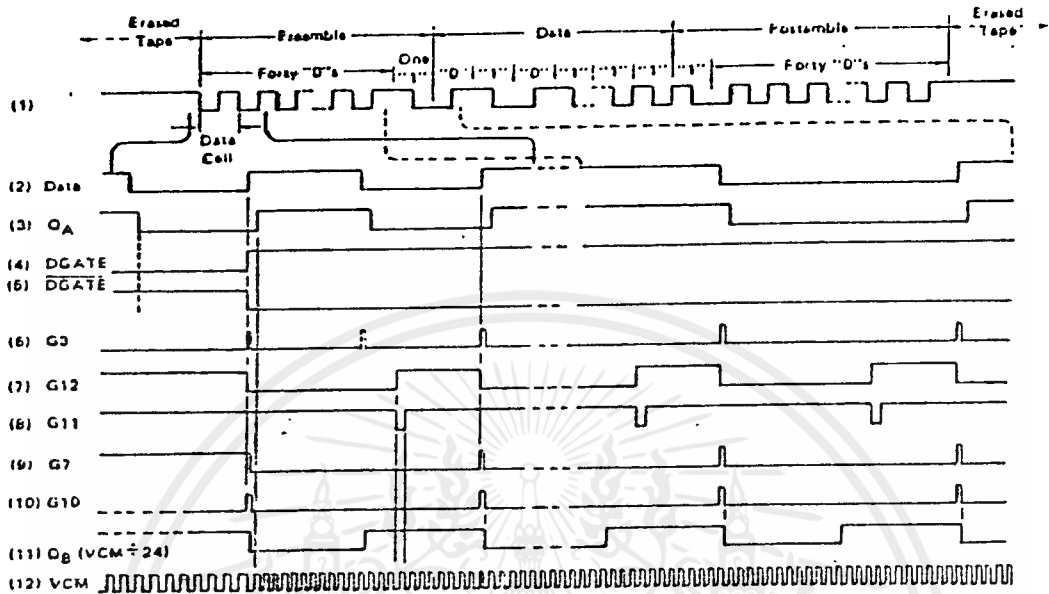 Erased Tape
Preamble
Data
Postamble
Erased Tape
Forty "0"s
One "1"
"0" "1" "0" "1" "1" "1" "1"
Forty "0"s
(1)
Data Cell
(2) Data
(3) QA
(4) DGATE
(5) DGATE
(6) G3
(7) G12
(8) G11
(9) G7
(10) G10
(11) QB (VCM ÷ 24)
(12) VCM